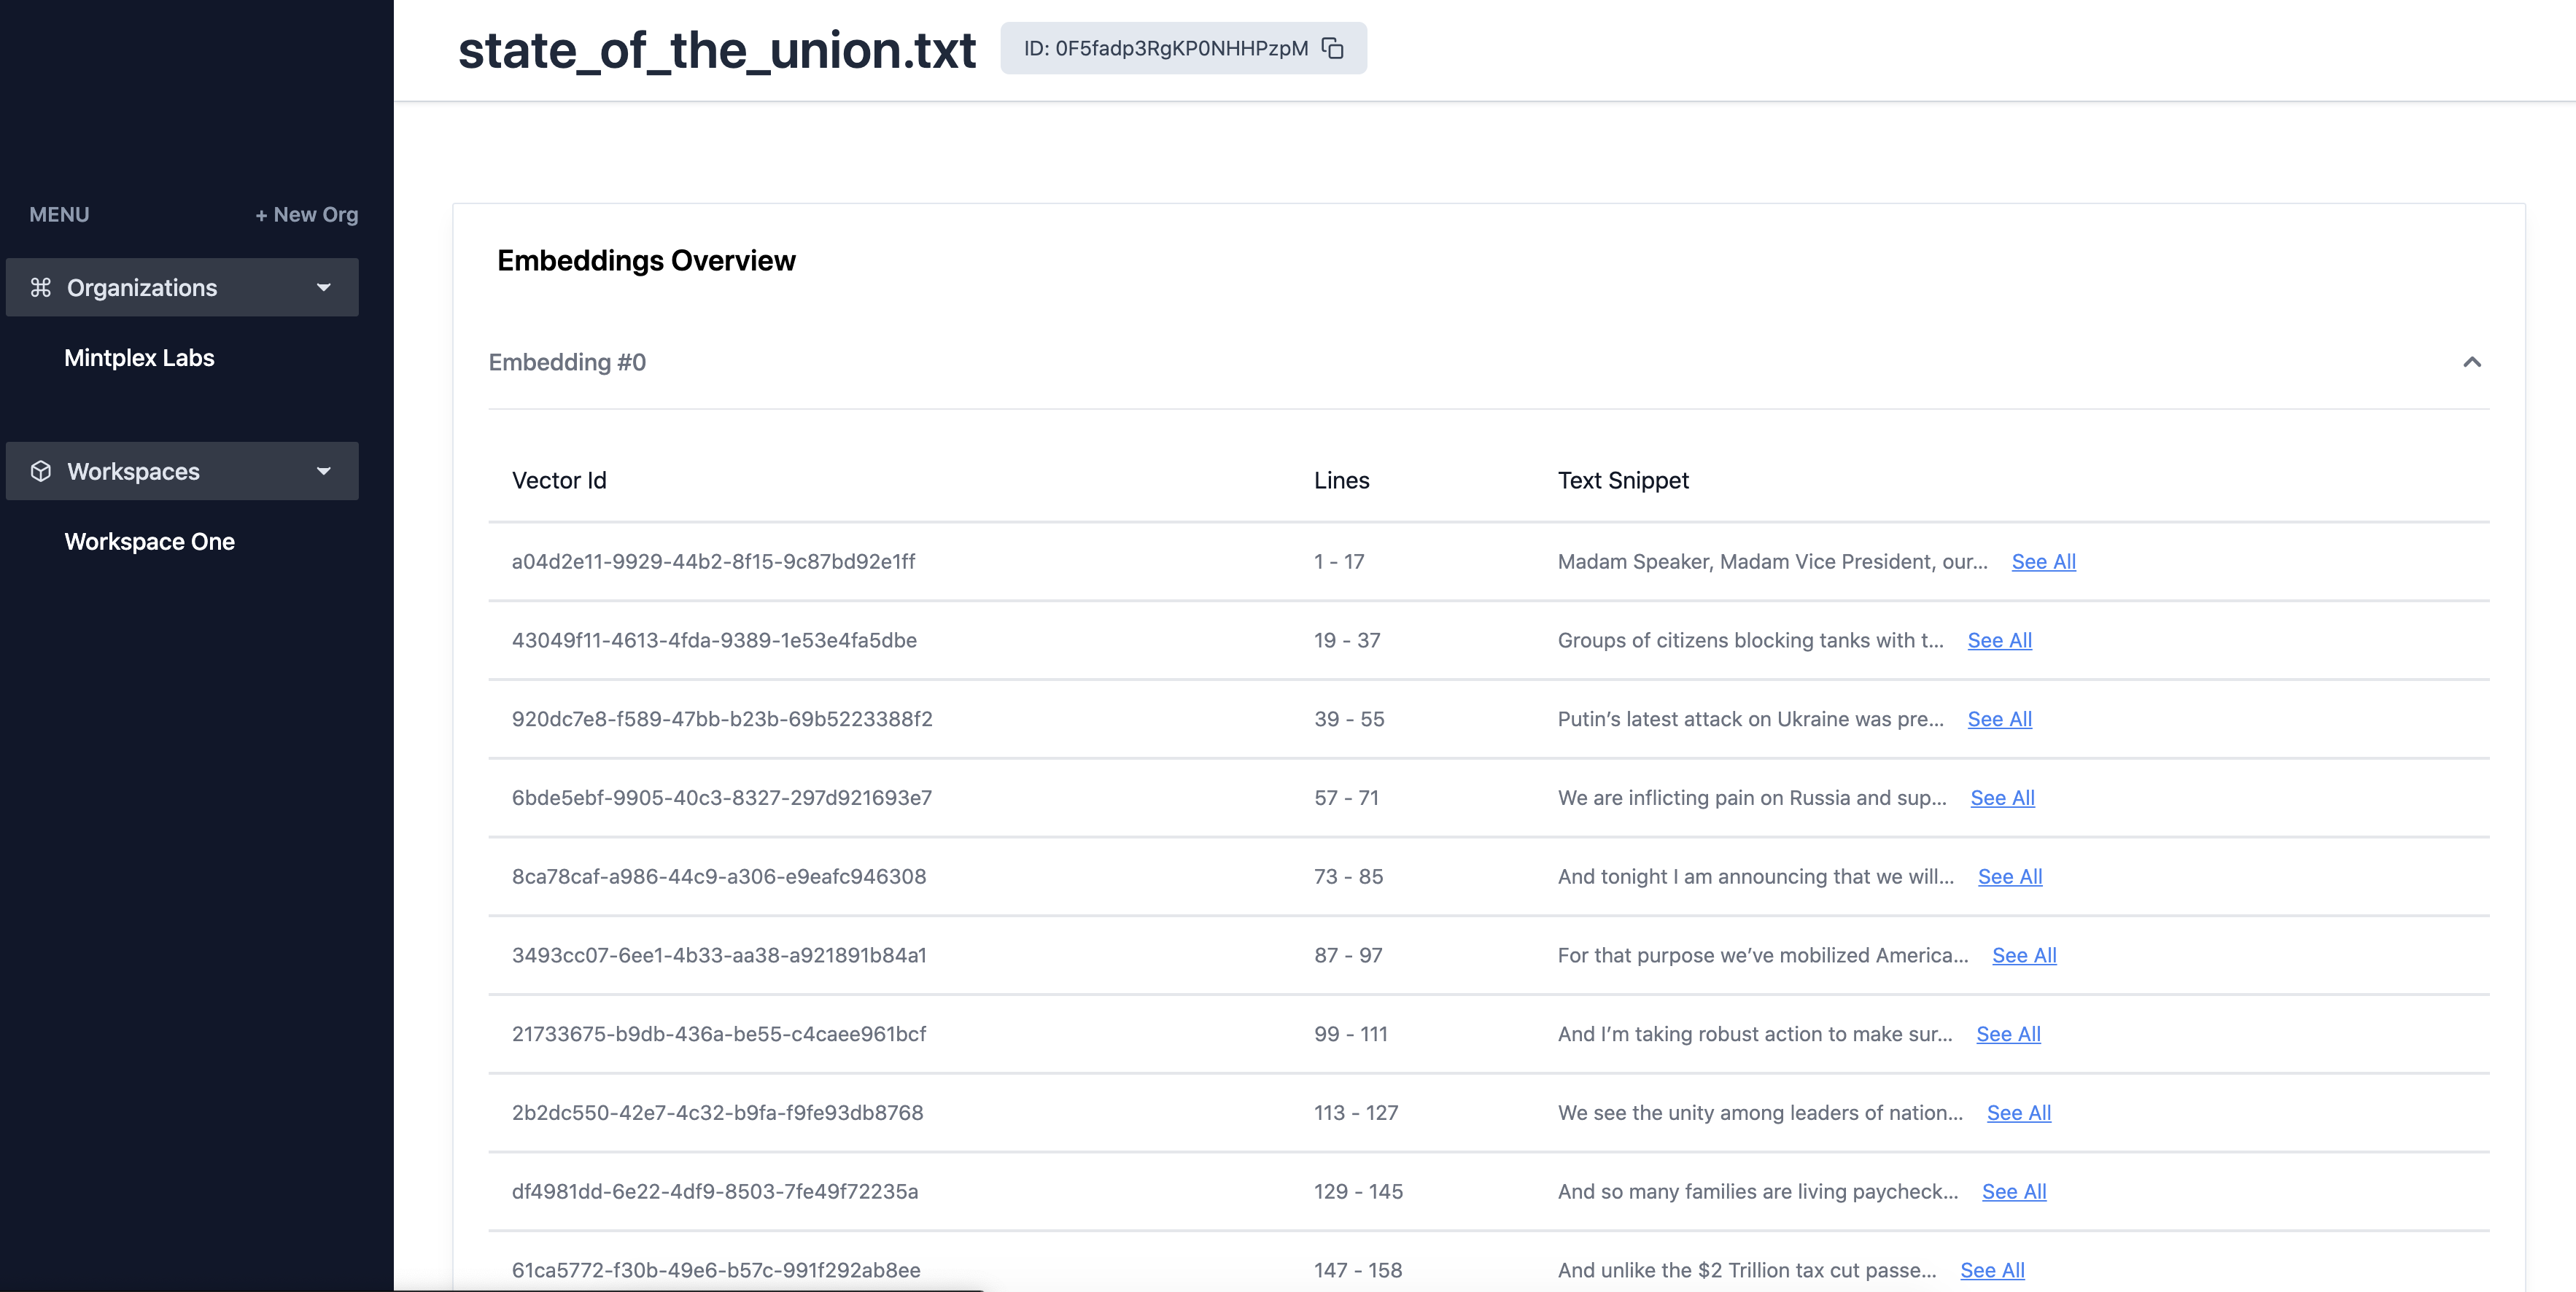 state_of_the_union.txt ID: 0F5fadp3RgKP0NHHPzpM
MENU + New Org
Organizations
Mintplex Labs
Workspaces
Workspace One
Embeddings Overview
Embedding #0
Vector Id Lines Text Snippet
a04d2e11-9929-44b2-8f15-9c87bd92e1ff 1 - 17 Madam Speaker, Madam Vice President, our... See All
43049f11-4613-4fda-9389-1e53e4fa5dbe 19 - 37 Groups of citizens blocking tanks with t... See All
920dc7e8-f589-47bb-b23b-69b5223388f2 39 - 55 Putin’s latest attack on Ukraine was pre... See All
6bde5ebf-9905-40c3-8327-297d921693e7 57 - 71 We are inflicting pain on Russia and sup... See All
8ca78caf-a986-44c9-a306-e9eafc946308 73 - 85 And tonight I am announcing that we will... See All
3493cc07-6ee1-4b33-aa38-a921891b84a1 87 - 97 For that purpose we’ve mobilized America... See All
21733675-b9db-436a-be55-c4caee961bcf 99 - 111 And I’m taking robust action to make sur... See All
2b2dc550-42e7-4c32-b9fa-f9fe93db8768 113 - 127 We see the unity among leaders of nation... See All
df4981dd-6e22-4df9-8503-7fe49f72235a 129 - 145 And so many families are living paycheck... See All
61ca5772-f30b-49e6-b57c-991f292ab8ee 147 - 158 And unlike the $2 Trillion tax cut passe... See All